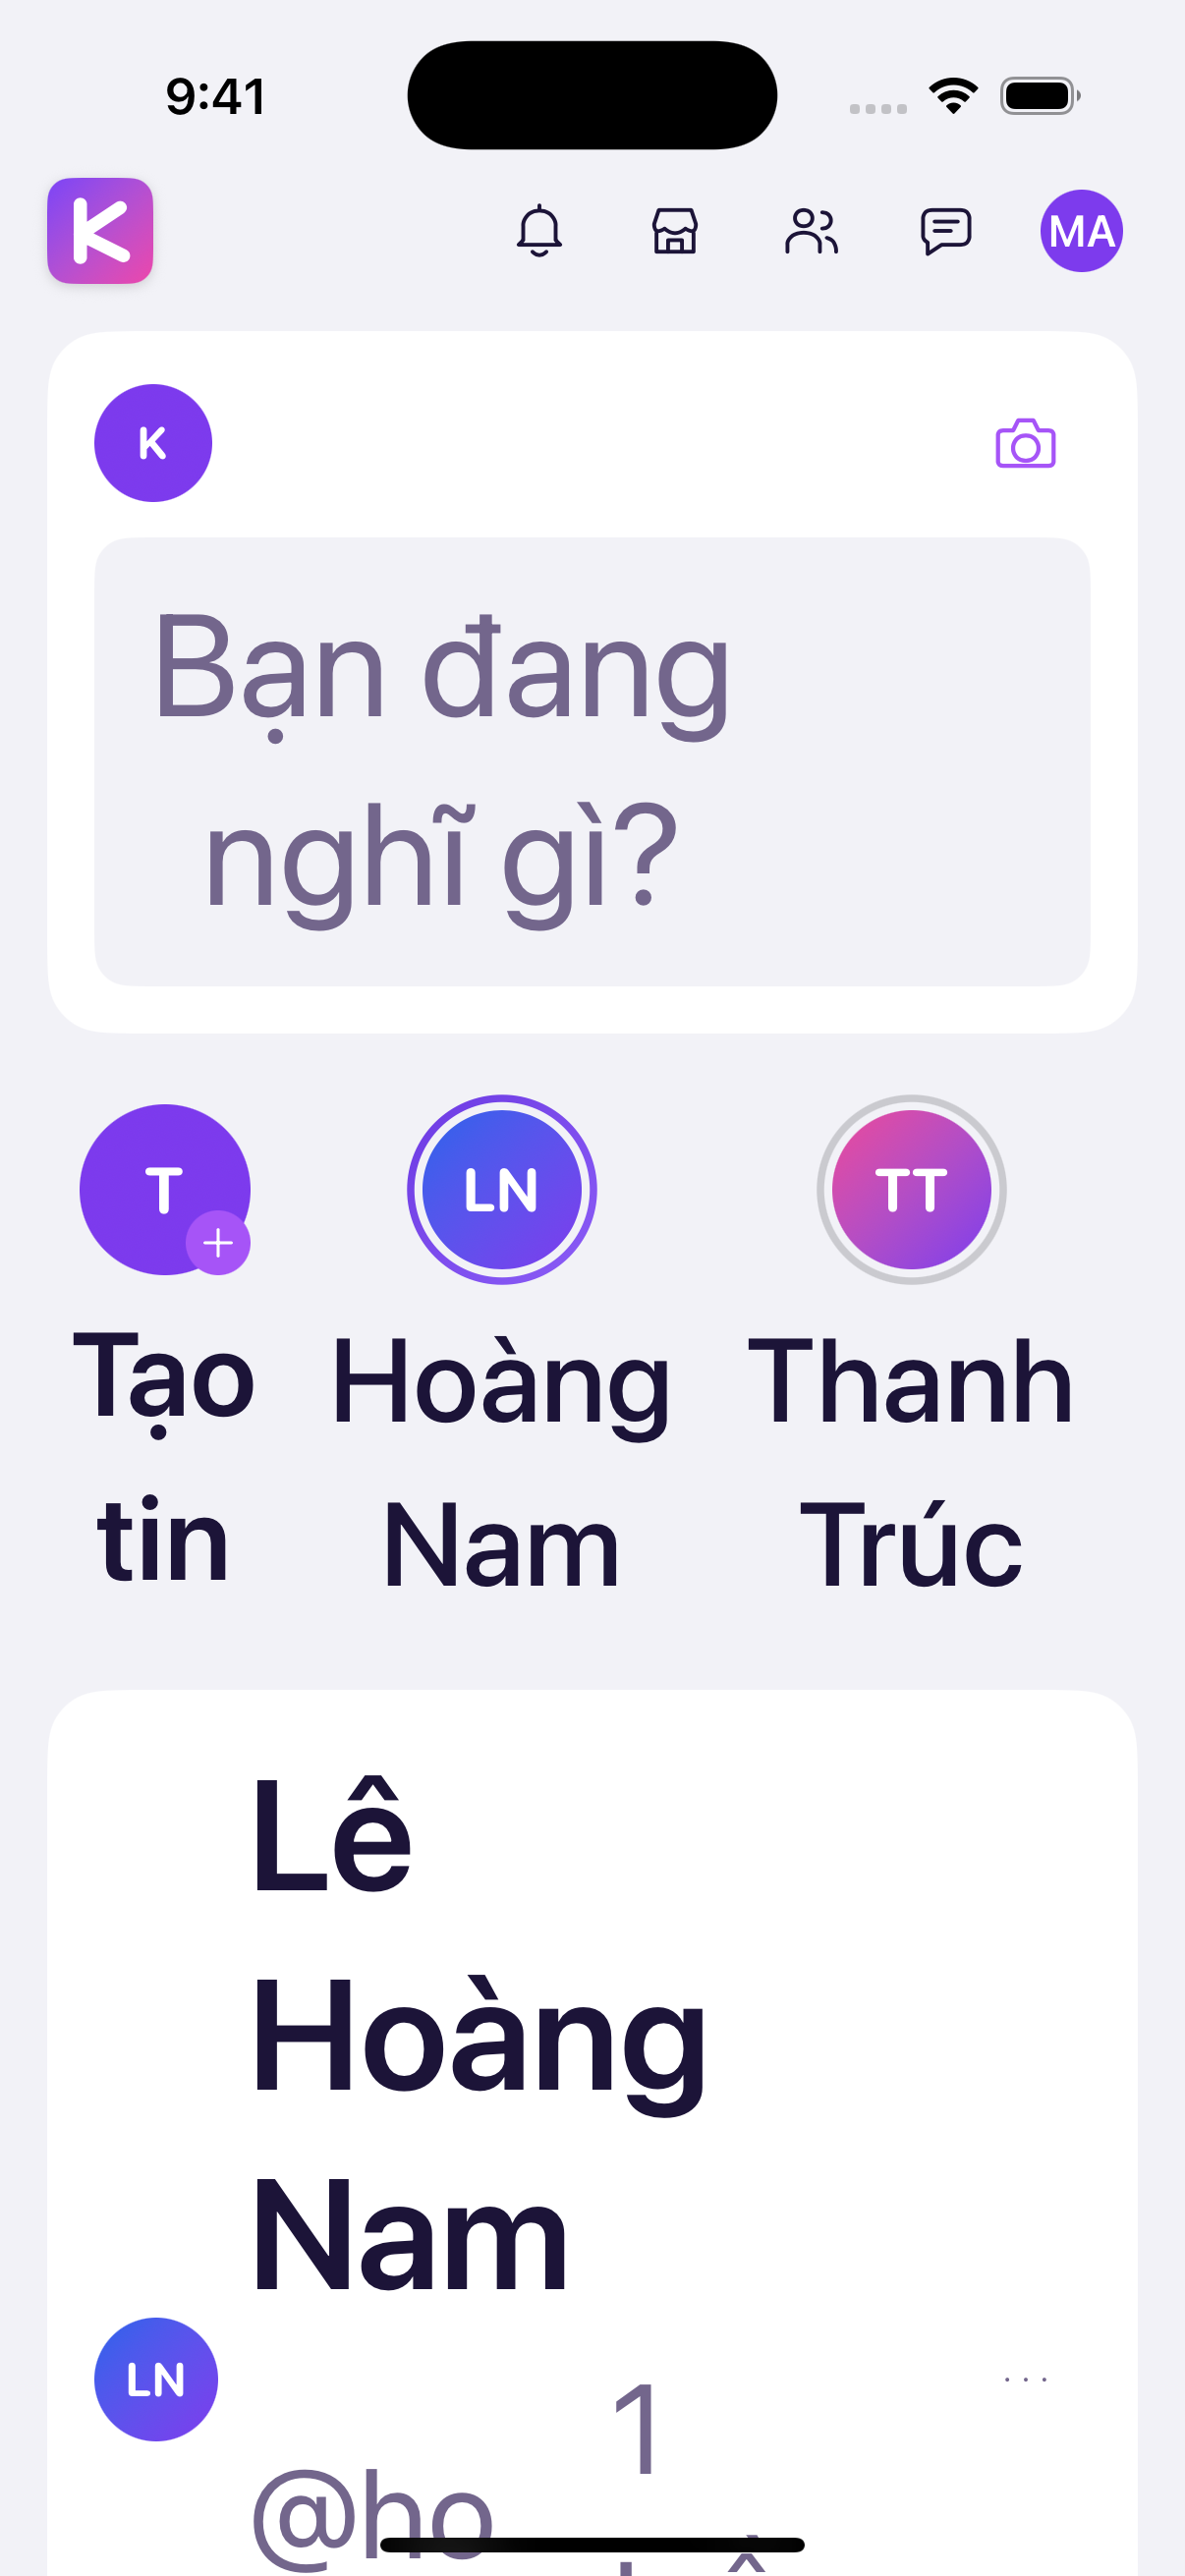 9:41
K
MA
K
Bạn đang
nghĩ gì?
T
LN
TT
Tạo
tin
Hoàng
Nam
Thanh
Trúc
Lê
Hoàng
Nam
LN
@ho
1